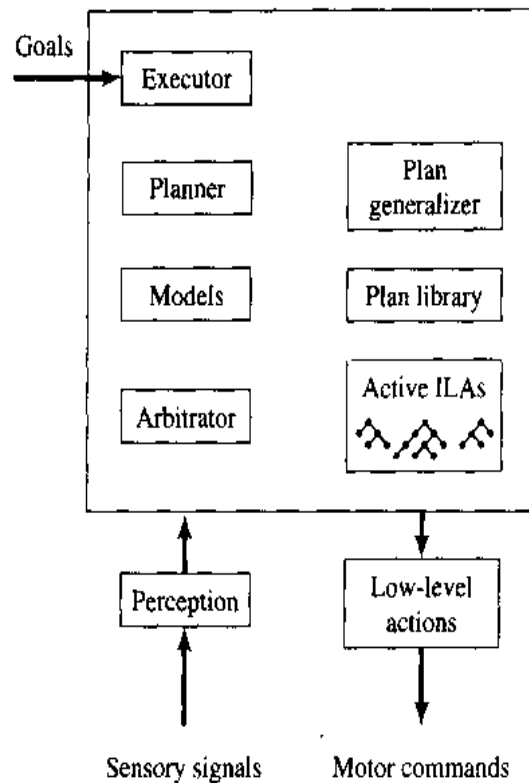 Goals
Executor
Planner
Plan
generalizer
Models
Plan library
Arbitrator
Active ILAs
Perception
Low-level
actions
Sensory signals
Motor commands